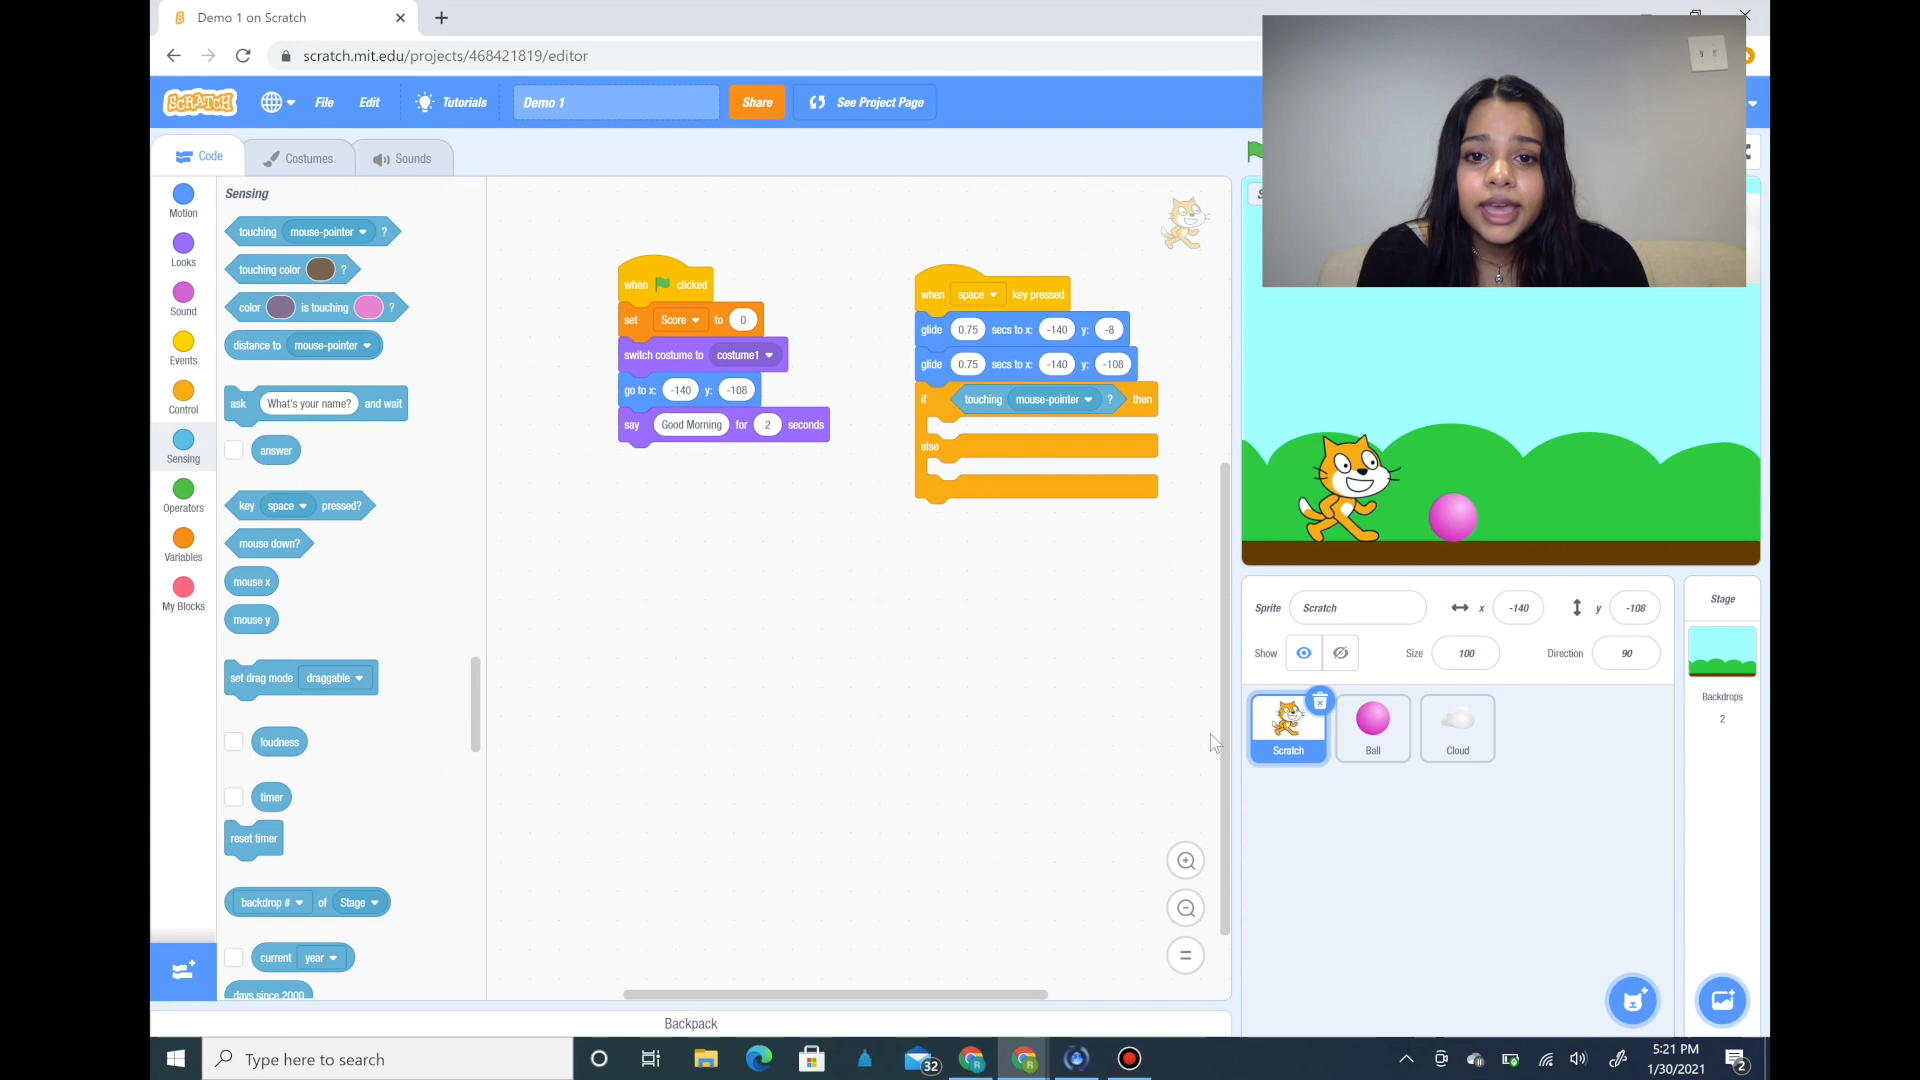 Demo 1 on Scratch
scratch.mit.edu/projects/468421819/editor
SCRATCH
File
Edit
Tutorials
Demo 1
Share
See Project Page
Code
Costumes
Sounds
Motion
Looks
Sound
Events
Control
Sensing
Operators
Variables
My Blocks
Sensing
touching mouse-pointer ?
touching color ?
color is touching ?
distance to mouse-pointer
ask What's your name? and wait
answer
key space pressed?
mouse down?
mouse x
mouse y
set drag mode draggable
loudness
timer
reset timer
backdrop # of Stage
current year
days since 2000
when clicked
set Score to 0
switch costume to costume1
go to x: -140 y: -108
say Good Morning for 2 seconds
when space key pressed
glide 0.75 secs to x: -140 y: -8
glide 0.75 secs to x: -140 y: -108
if touching mouse-pointer ? then
else
Sprite Scratch x -140 y -108
Show Size 100 Direction 90
Scratch
Ball
Cloud
Stage
Backdrops
2
Backpack
Type here to search
32
5:21 PM
1/30/2021
2